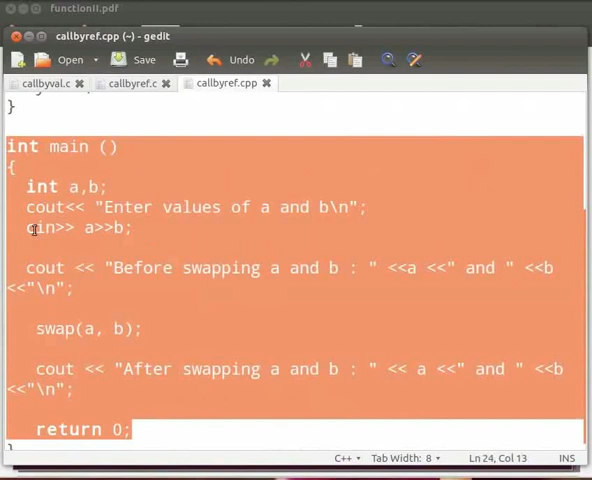 functionII.pdf
callbyref.cpp (~) - gedit
Open Save Undo
callbyval.c callbyref.c callbyref.cpp
}
int main ()
{
int a,b;
cout<< "Enter values of a and b\n";
cin>> a>>b;
cout << "Before swapping a and b : " <<a <<" and " <<b
<<"\n";
swap(a, b);
cout << "After swapping a and b : " << a <<" and " <<b
<<"\n";
return 0;
C++ Tab Width: 8 Ln 24, Col 13 INS